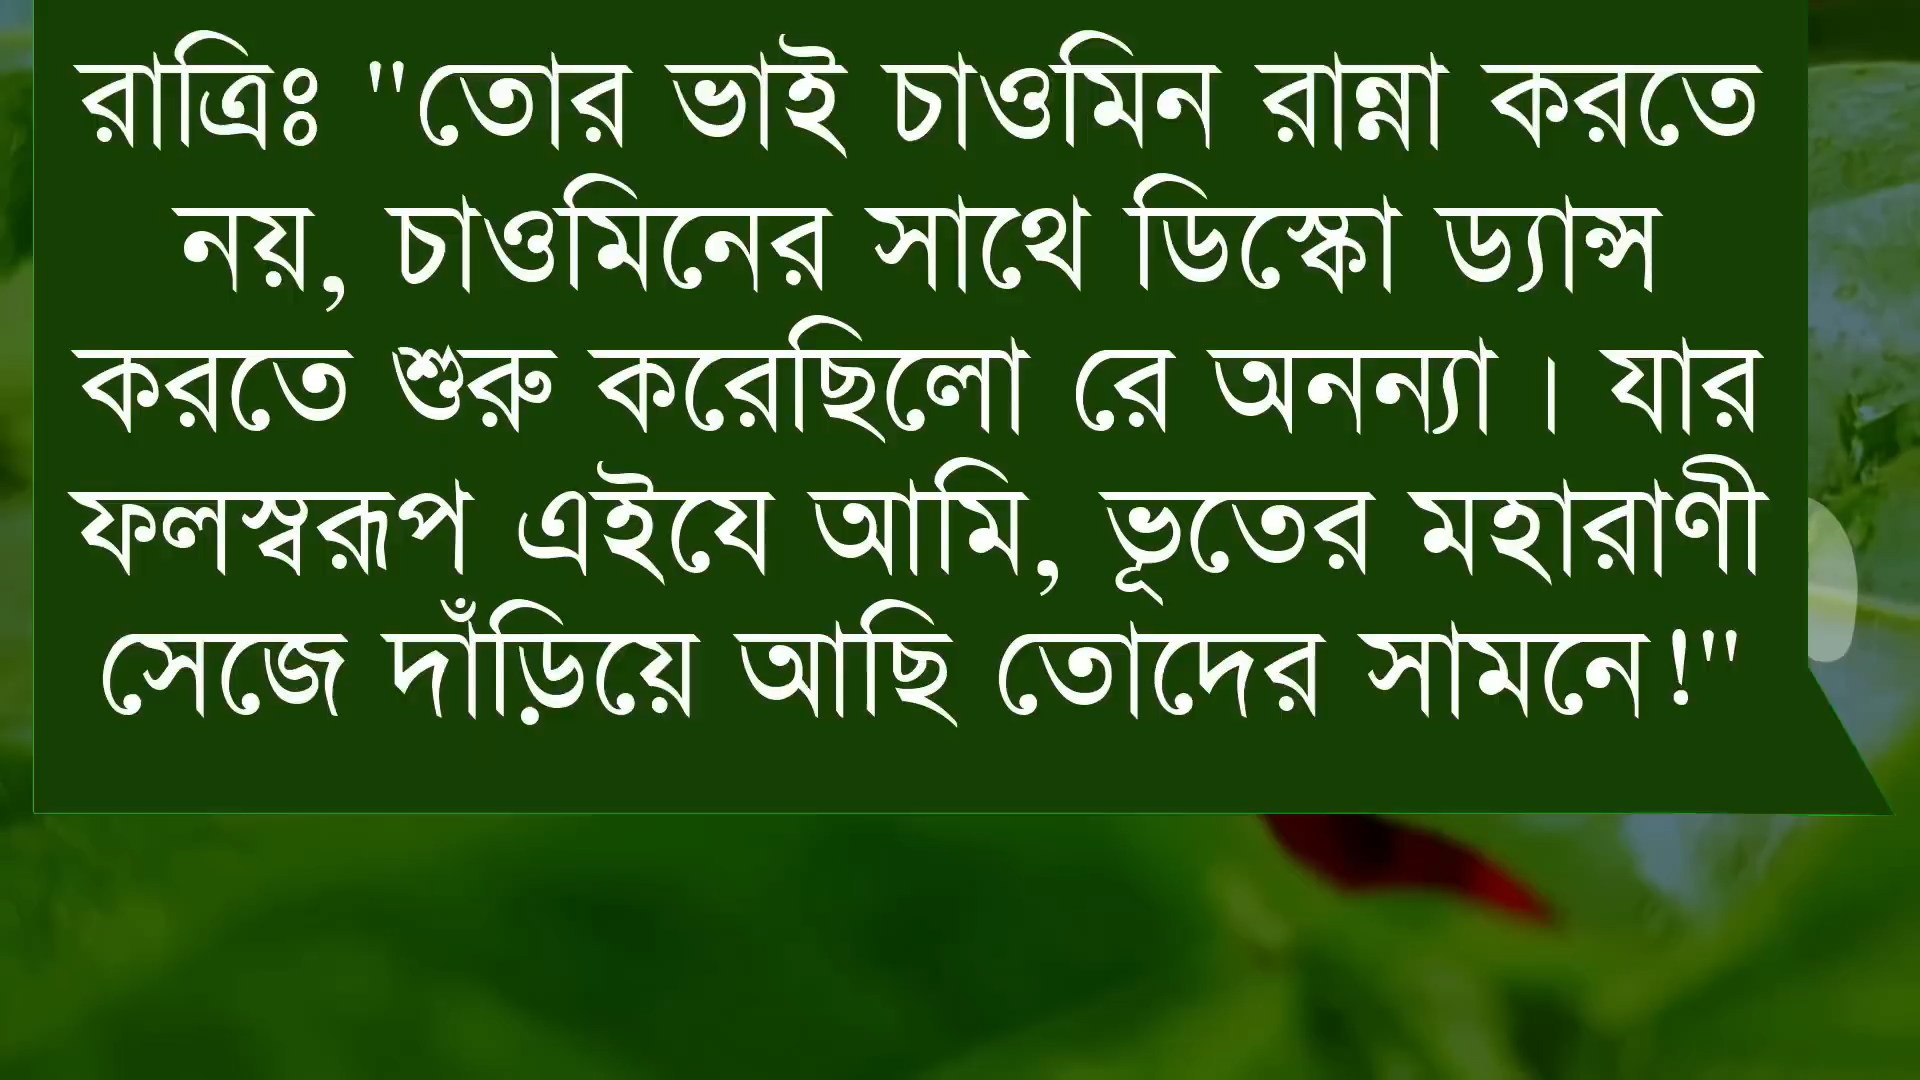 রাত্রিঃ "তোর ভাই চাওমিন রান্না করতে
নয়, চাওমিনের সাথে ডিস্কো ড্যান্স
করতে শুরু করেছিলো রে অনন্যা । যার
ফলস্বরূপ এইযে আমি, ভূতের মহারাণী
সেজে দাঁড়িয়ে আছি তোদের সামনে!"